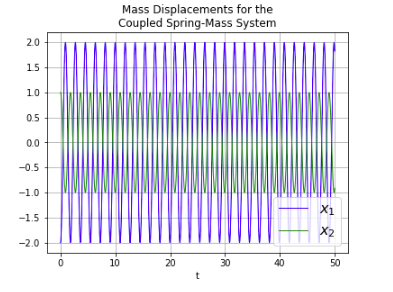 Mass Displacements for the
Coupled Spring-Mass System
2.0
1.5
1.0
0.5
0.0
−0.5
−1.0
−1.5
−2.0
x₁
x₂
0 10 20 30 40 50
t